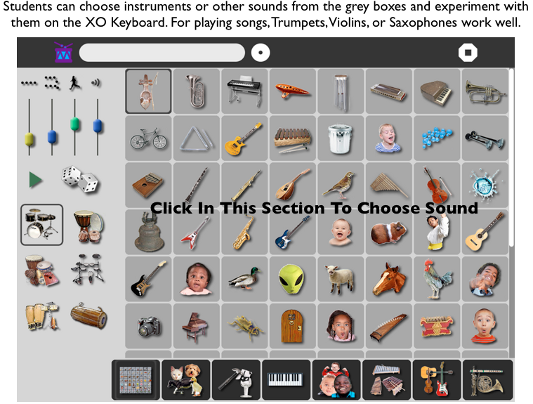 Students can choose instruments or other sounds from the grey boxes and experiment with
them on the XO Keyboard. For playing songs, Trumpets, Violins, or Saxophones work well.
Click In This Section To Choose Sound